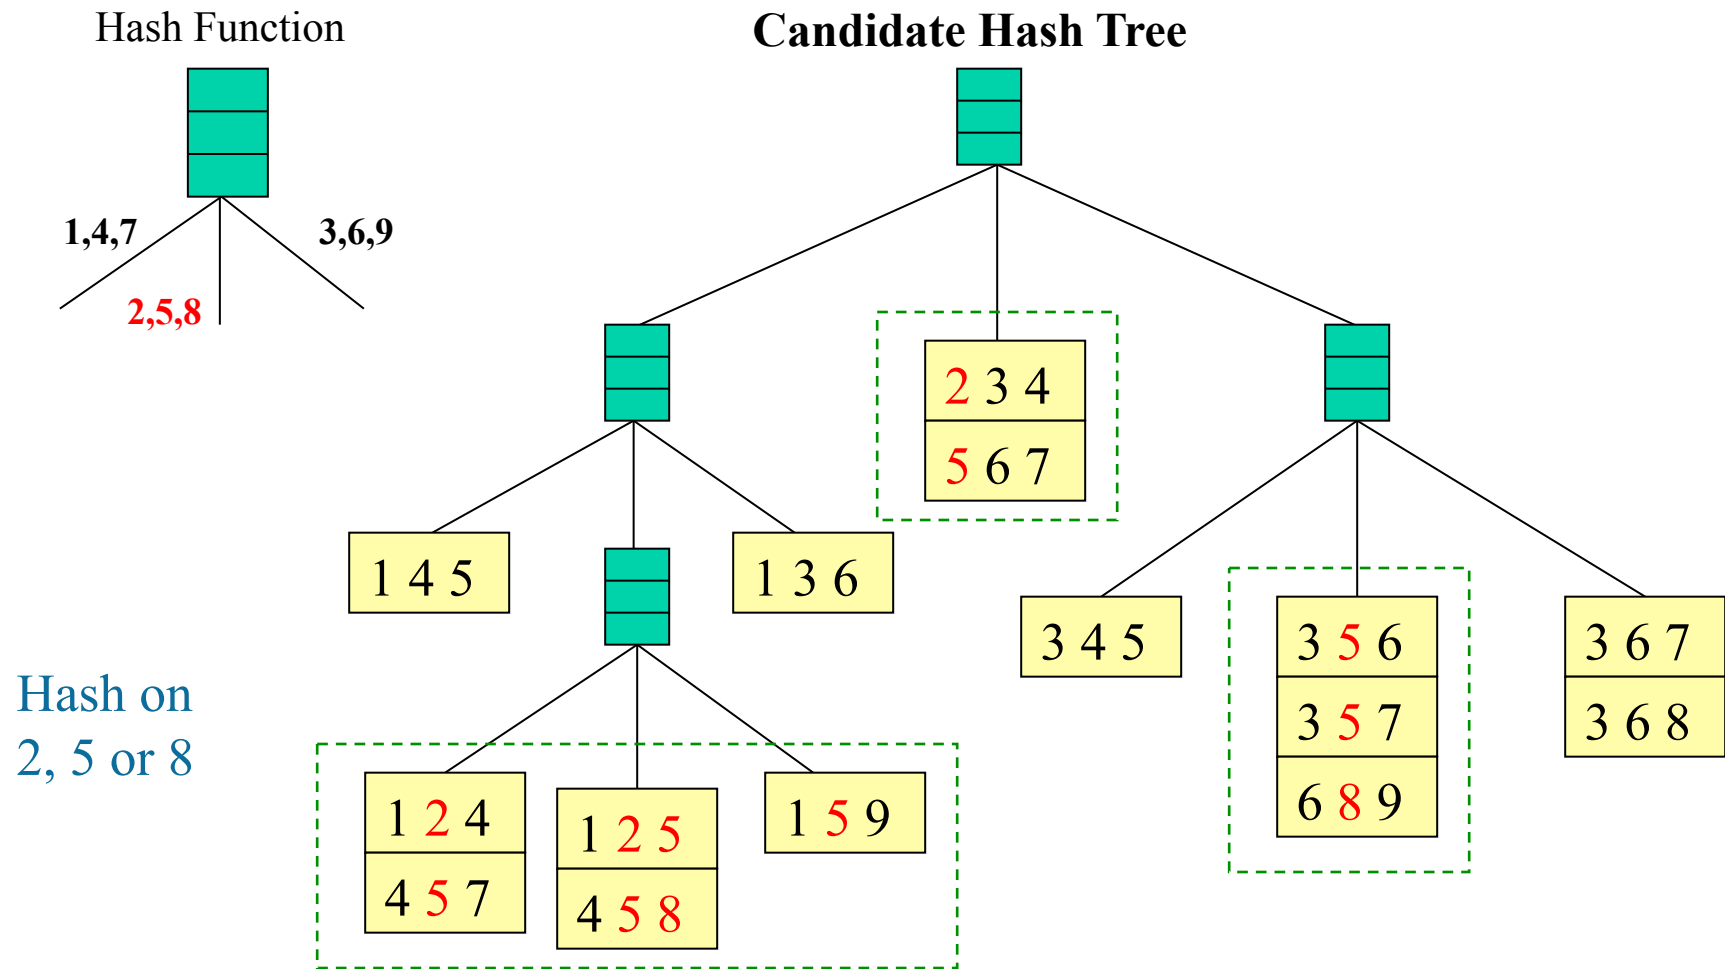 Hash Function
Candidate Hash Tree
1,4,7
3,6,9
2,5,8
2 3 4
5 6 7
1 4 5
1 3 6
3 4 5
3 5 6
3 5 7
6 8 9
3 6 7
3 6 8
Hash on
2, 5 or 8
1 2 4
4 5 7
1 2 5
4 5 8
1 5 9